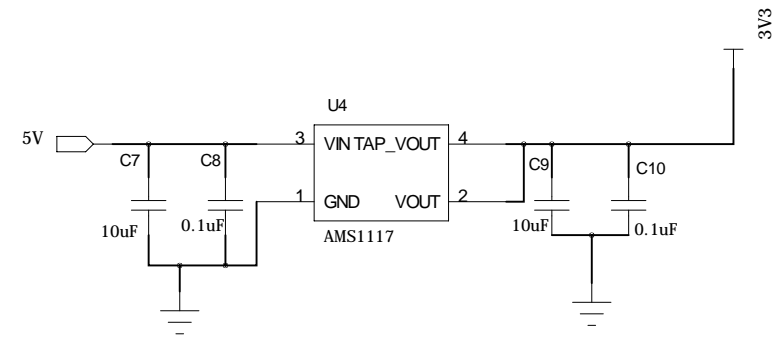 3V3
U4
5V
3 VIN TAP_VOUT 4
C7 C8 C9 C10
1 GND VOUT 2
10uF 0.1uF 10uF 0.1uF
AMS1117